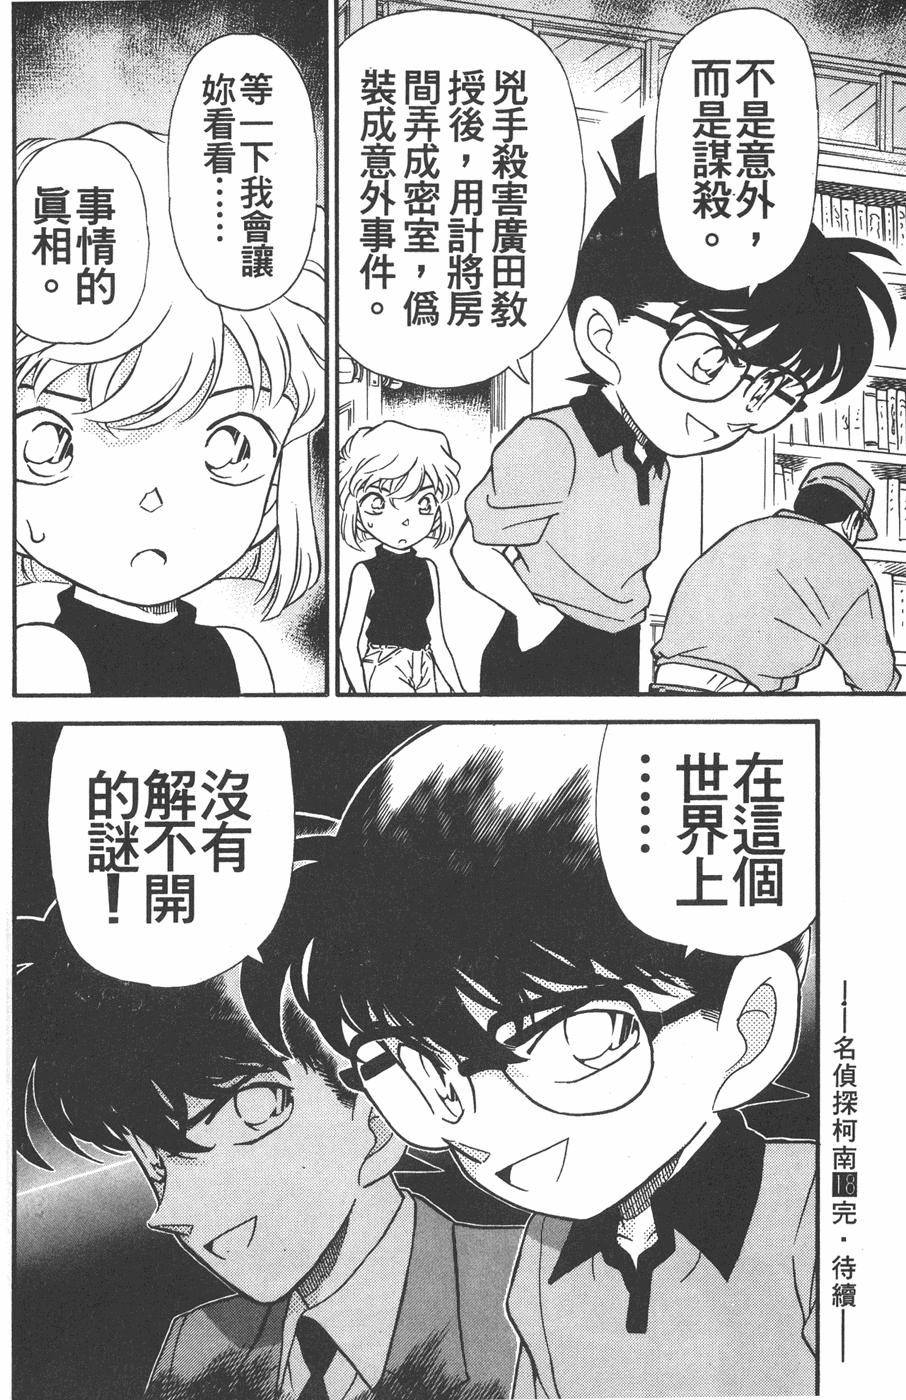 不是意外，
而是謀殺。
兇手殺害廣田教
授後，用計將房
間弄成密室，偽
裝成意外事件。
等一下我會讓
妳看看……
事情的
眞相。
在這個
世界上
……
沒有
解不開
的謎！
——名偵探柯南18完．待續——